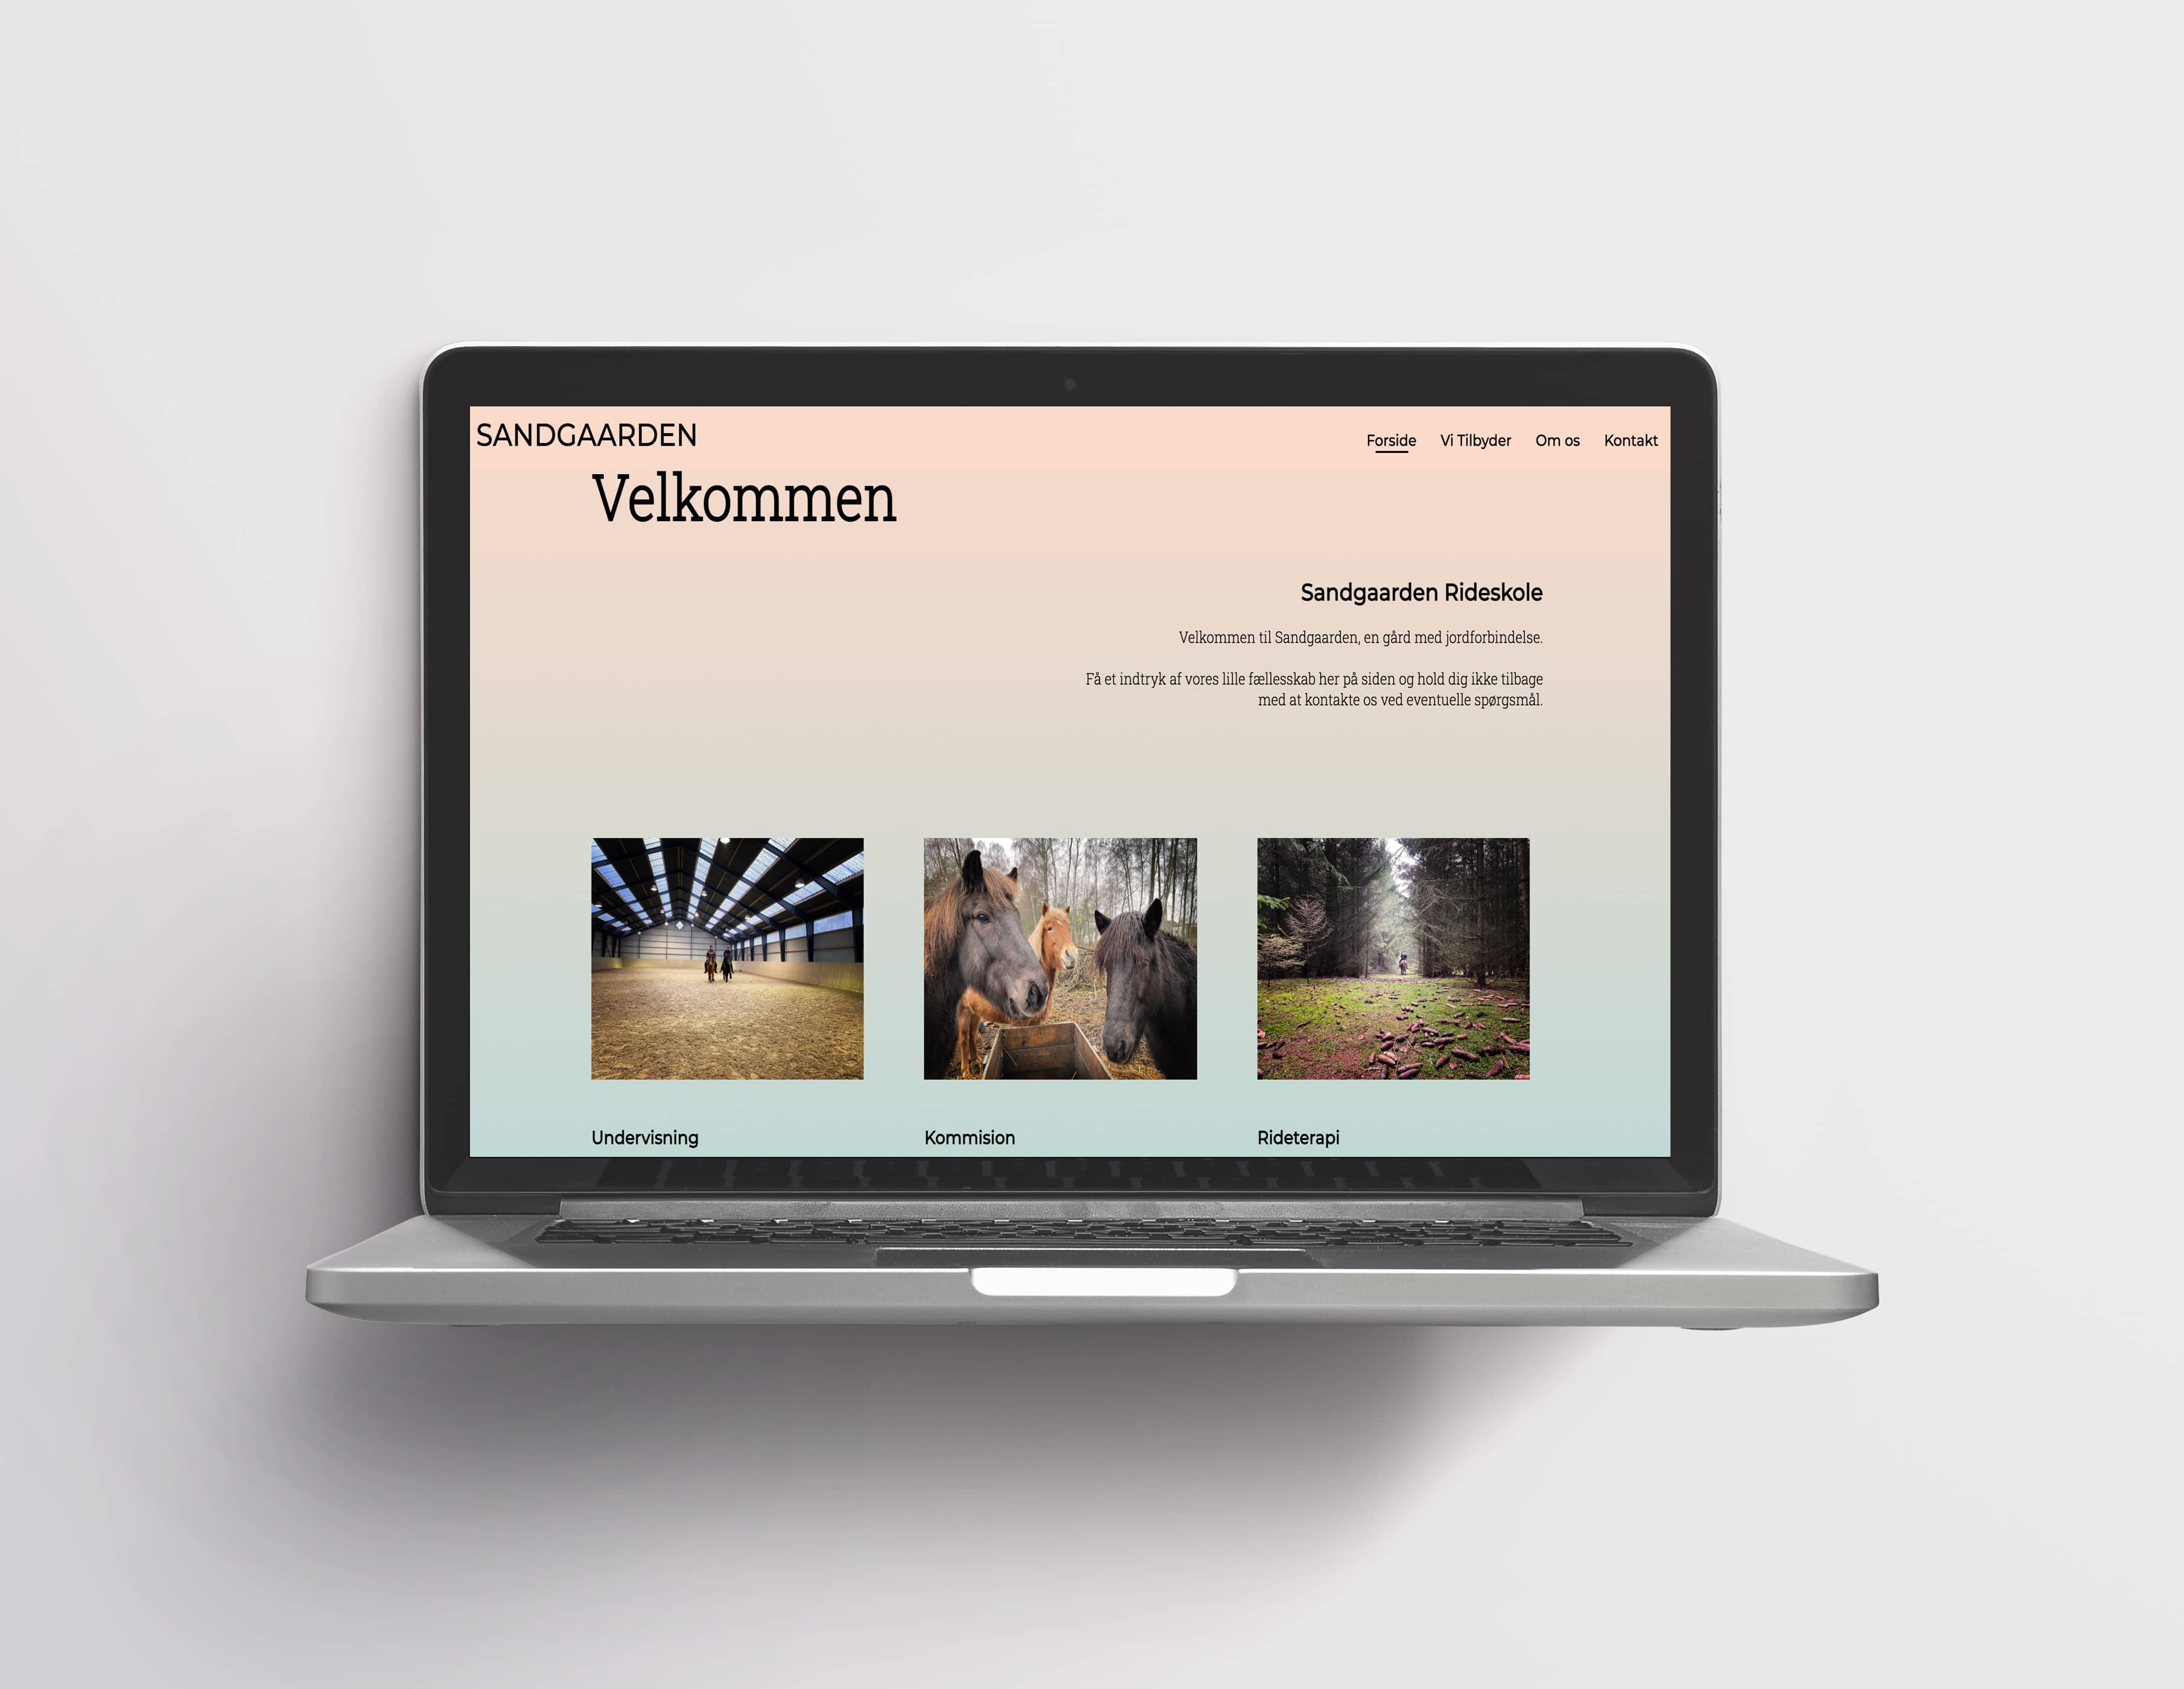 SANDGAARDEN
Forside Vi Tilbyder Om os Kontakt
Velkommen
Sandgaarden Rideskole
Velkommen til Sandgaarden, en gård med jordforbindelse.
Få et indtryk af vores lille fællesskab her på siden og hold dig ikke tilbage
med at kontakte os ved eventuelle spørgsmål.
Undervisning
Kommision
Rideterapi